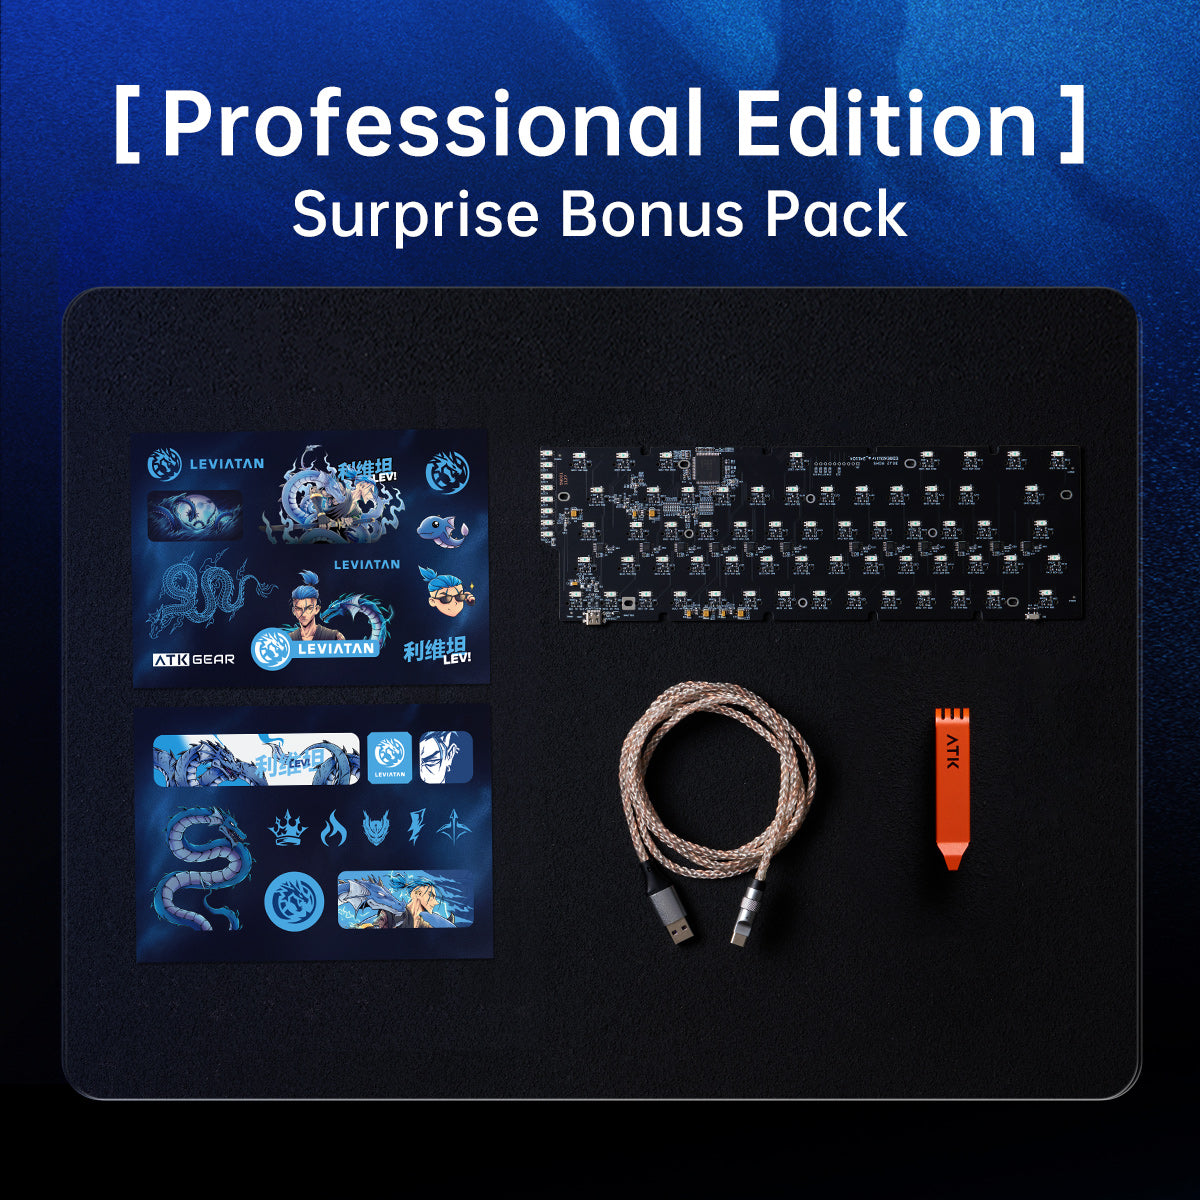 [ Professional Edition ]
Surprise Bonus Pack
LEVIATAN
利维坦
LEV!
LEVIATAN
LEVIATAN
ATK GEAR
利维坦
LEV!
利维坦
LEV!
LEVIATAN
ATK